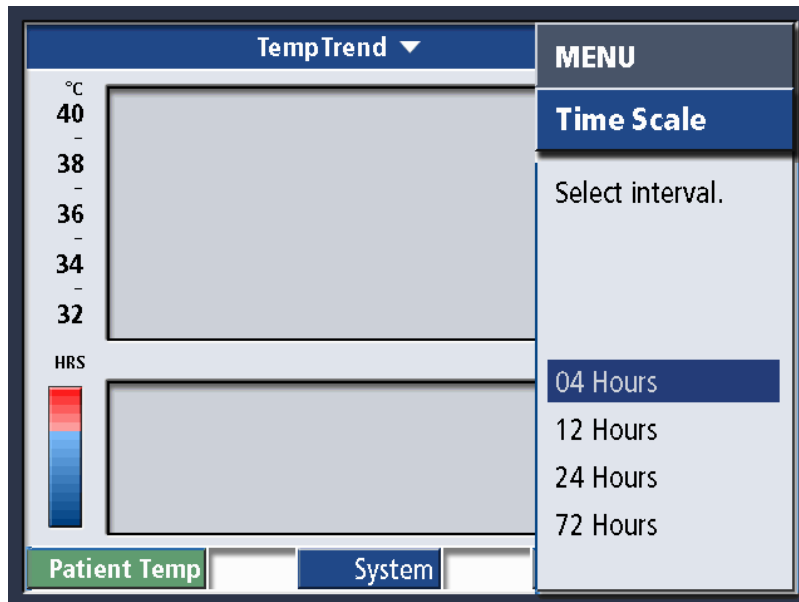 TempTrend ▼
MENU
Time Scale
°C
40
38
36
34
32
HRS
Select interval.
04 Hours
12 Hours
24 Hours
72 Hours
Patient Temp
System